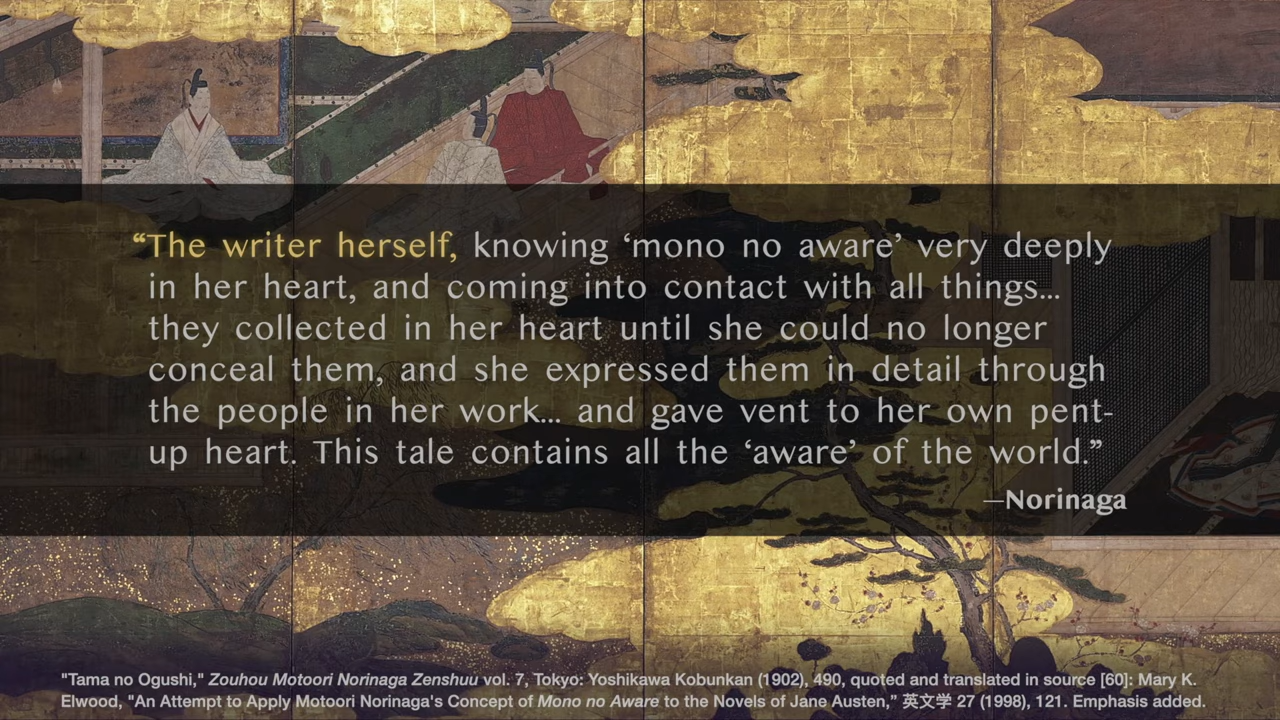 “The writer herself, knowing ‘mono no aware’ very deeply
in her heart, and coming into contact with all things...
they collected in her heart until she could no longer
conceal them, and she expressed them in detail through
the people in her work... and gave vent to her own pent-
up heart. This tale contains all the ‘aware’ of the world.”
—Norinaga
"Tama no Ogushi," Zouhou Motoori Norinaga Zenshuu vol. 7, Tokyo: Yoshikawa Kobunkan (1902), 490, quoted and translated in source [60]: Mary K.
Elwood, "An Attempt to Apply Motoori Norinaga's Concept of Mono no Aware to the Novels of Jane Austen,” 英文学 27 (1998), 121. Emphasis added.